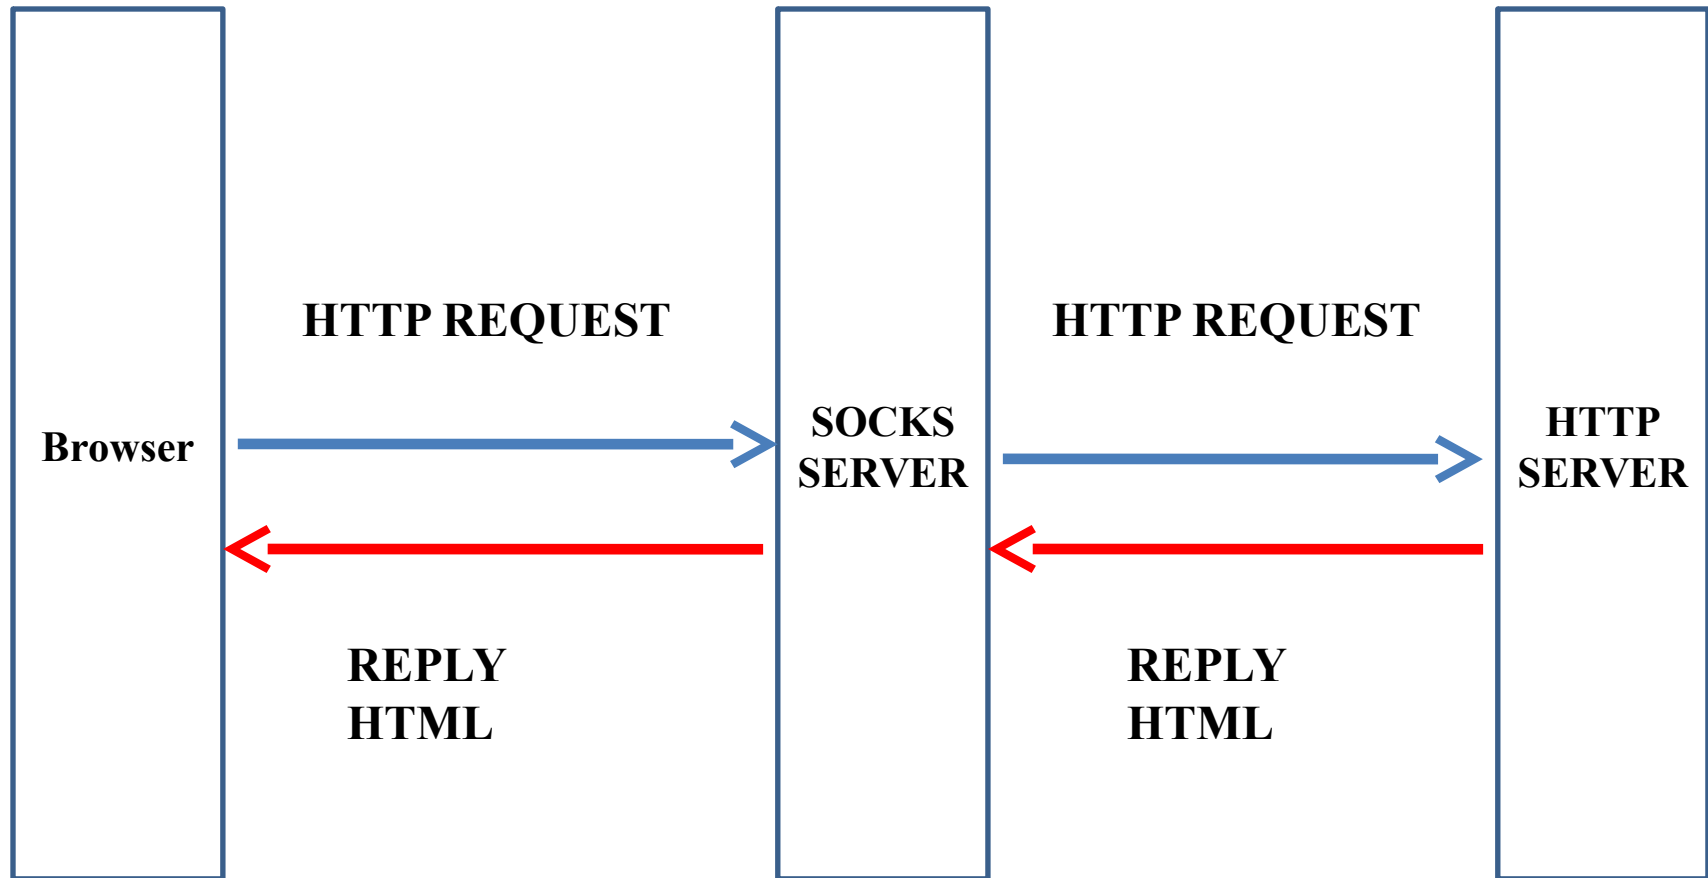 HTTP REQUEST
HTTP REQUEST
Browser
SOCKS
SERVER
HTTP
SERVER
REPLY
HTML
REPLY
HTML